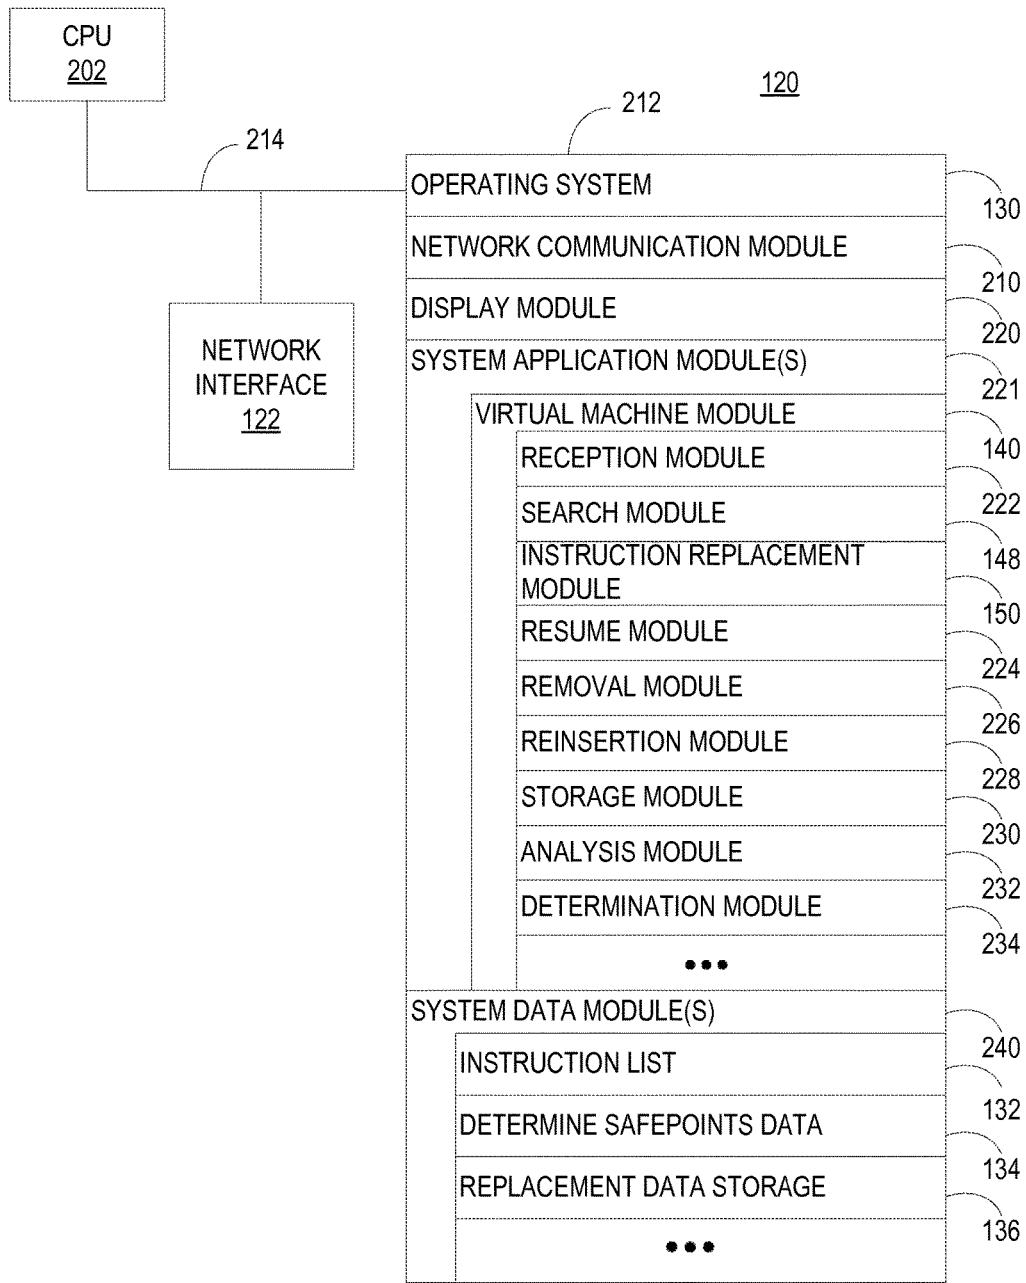 CPU
202
120
212
214
OPERATING SYSTEM
130
NETWORK COMMUNICATION MODULE
210
DISPLAY MODULE
220
NETWORK
INTERFACE
122
SYSTEM APPLICATION MODULE(S)
221
VIRTUAL MACHINE MODULE
140
RECEPTION MODULE
222
SEARCH MODULE
148
INSTRUCTION REPLACEMENT
MODULE
150
RESUME MODULE
224
REMOVAL MODULE
226
REINSERTION MODULE
228
STORAGE MODULE
230
ANALYSIS MODULE
232
DETERMINATION MODULE
234
•••
SYSTEM DATA MODULE(S)
240
INSTRUCTION LIST
132
DETERMINE SAFEPOINTS DATA
134
REPLACEMENT DATA STORAGE
136
•••